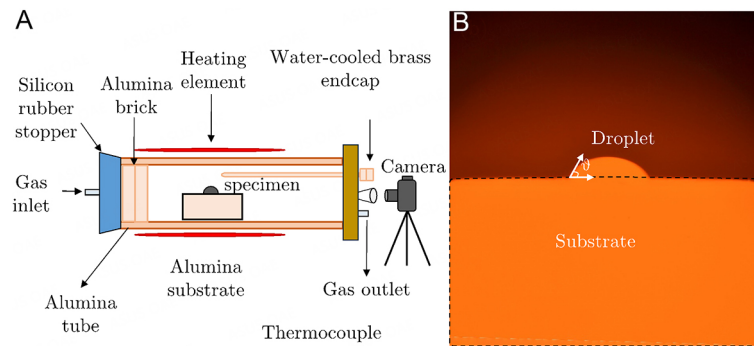 A
Silicon
rubber
stopper
Alumina
brick
Heating
element
Water-cooled brass
endcap
Camera
specimen
Gas
inlet
Alumina
tube
Alumina
substrate
Gas outlet
Thermocouple
B
Droplet
ϑ
Substrate